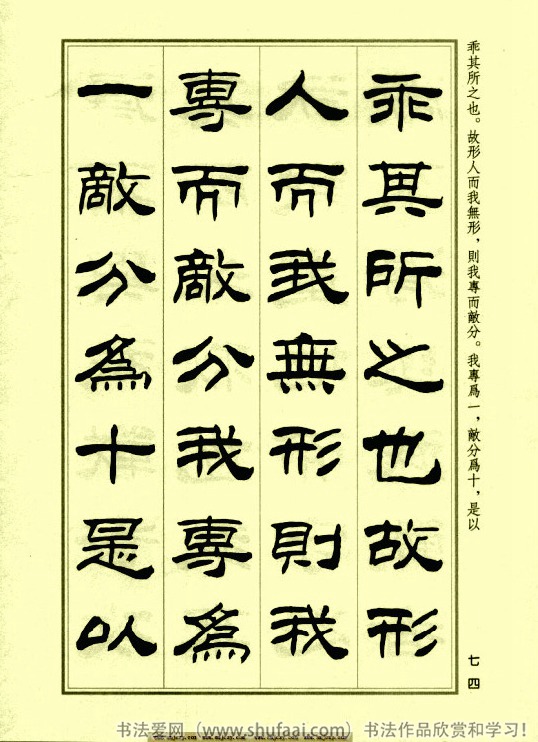 乖其所之也。故形人而我無形，則我專而敵分。我專爲一，敵分爲十，是以
乖其所之也故形
人而我無形則我
專而敵分我專爲
一敵分爲十是以
七四
书法爱网（www.shufaai.com）书法作品欣赏和学习！